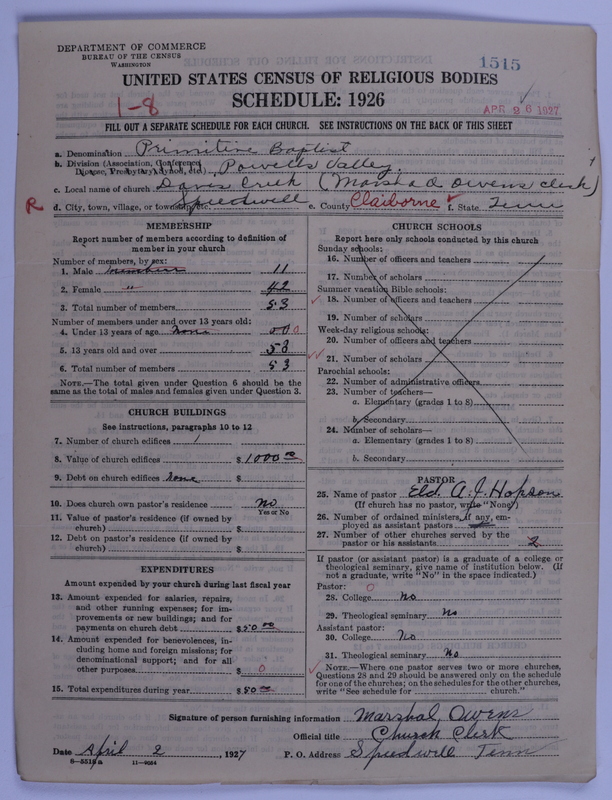 DEPARTMENT OF COMMERCE
BUREAU OF THE CENSUS
WASHINGTON
1515
UNITED STATES CENSUS OF RELIGIOUS BODIES
1-8
SCHEDULE: 1926
APR 26 1927
FILL OUT A SEPARATE SCHEDULE FOR EACH CHURCH. SEE INSTRUCTIONS ON THE BACK OF THIS SHEET
a. Denomination Primitive Baptist
b. Division (Association, Conference, Diocese, Presbytery, Synod, etc.) Powells Valley
c. Local name of church Davis Creek (Marshal Owens clerk)
R d. City, town, village, or township, etc. Speedwell e. County Claiborne f. State Tenn
MEMBERSHIP
Report number of members according to definition of
member in your church
Number of members, by sex:
1. Male members 11
2. Female " 42
3. Total number of members 53
Number of members under and over 13 years old:
4. Under 13 years of age none 00 0
5. 13 years old and over 53
6. Total number of members 53
NOTE.—The total given under Question 6 should be the
same as the total of males and females given under Question 3.
CHURCH BUILDINGS
See instructions, paragraphs 10 to 12
7. Number of church edifices 1
8. Value of church edifices $1000 00
9. Debt on church edifices none $
10. Does church own pastor's residence No
Yes or No
11. Value of pastor's residence (if owned by
church) $
12. Debt on pastor's residence (if owned by
church) $
EXPENDITURES
Amount expended by your church during last fiscal year
13. Amount expended for salaries, repairs,
and other running expenses; for im-
provements or new buildings; and for
payments on church debt $50 00
14. Amount expended for benevolences, in-
cluding home and foreign missions; for
denominational support; and for all
other purposes $ 0
15. Total expenditures during year $50 00
CHURCH SCHOOLS
Report here only schools conducted by this church
Sunday schools:
16. Number of officers and teachers
17. Number of scholars
Summer vacation Bible schools:
18. Number of officers and teachers
19. Number of scholars
Week-day religious schools:
20. Number of officers and teachers
21. Number of scholars
Parochial schools:
22. Number of administrative officers
23. Number of teachers—
a. Elementary (grades 1 to 8)
b. Secondary
24. Number of scholars—
a. Elementary (grades 1 to 8)
b. Secondary
PASTOR
25. Name of pastor Eld. A. J. Hopson
(If church has no pastor, write "None")
26. Number of ordained ministers, if any, em-
ployed as assistant pastors
27. Number of other churches served by the
pastor or his assistants 2
If pastor (or assistant pastor) is a graduate of a college or
theological seminary, give name of institution below. (If
not a graduate, write "No" in the space indicated.)
Pastor: 0
28. College No
29. Theological seminary No
Assistant pastor:
30. College No
31. Theological seminary No
NOTE.—Where one pastor serves two or more churches,
Questions 28 and 29 should be answered only on the schedule
for one of the churches; on the schedules for the other churches,
write "See schedule for church."
Signature of person furnishing information Marshal Owens
Official title Church Clerk
Date April 2, 1927 P. O. Address Speedwell Tenn
8-5518a 11-9084